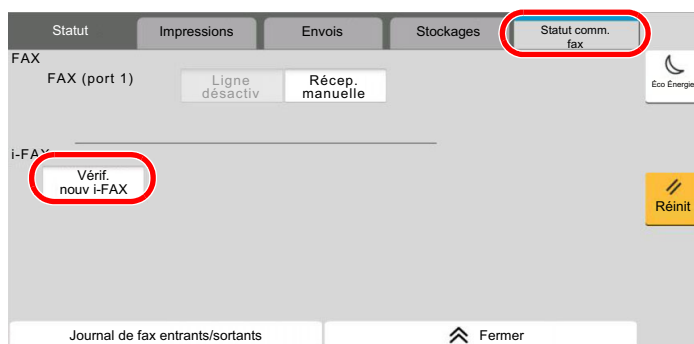 Statut
Impressions
Envois
Stockages
Statut comm.
fax
FAX
FAX (port 1)
Ligne
désactiv
Récep.
manuelle
Éco Énergie
i-FAX
Vérif.
nouv i-FAX
Réinit
Journal de fax entrants/sortants
Fermer